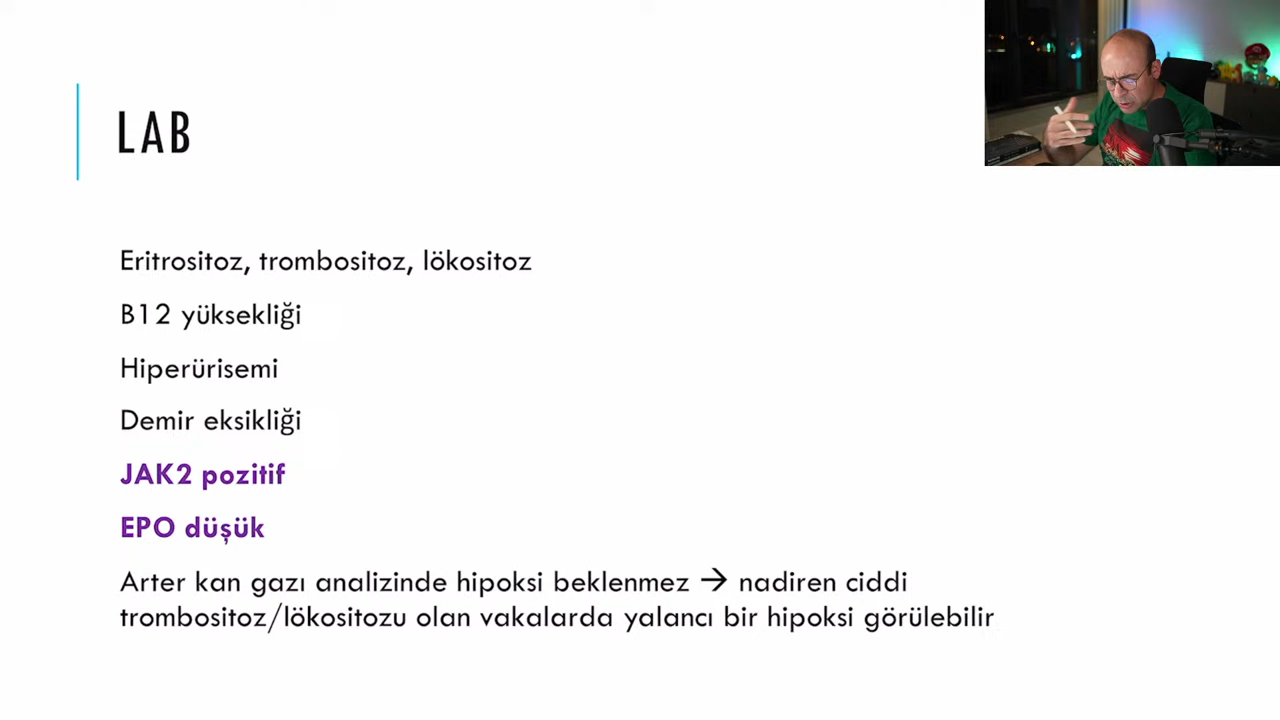 LAB
Eritrositoz, trombositoz, lökositoz
B12 yüksekliği
Hiperürisemi
Demir eksikliği
JAK2 pozitif
EPO düşük
Arter kan gazı analizinde hipoksi beklenmez → nadiren ciddi
trombositoz/lökositozu olan vakalarda yalancı bir hipoksi görülebilir